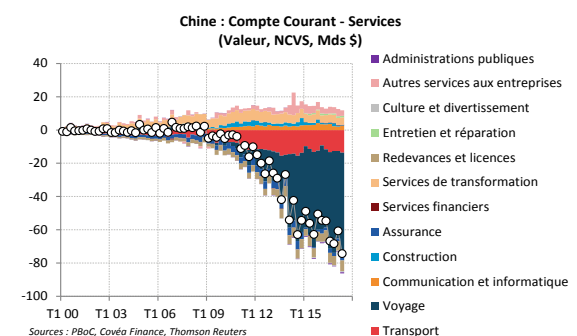 Chine : Compte Courant - Services
(Valeur, NCVS, Mds $)
40
20
0
-20
-40
-60
-80
-100
T1 00 T1 03 T1 06 T1 09 T1 12 T1 15
Administrations publiques
Autres services aux entreprises
Culture et divertissement
Entretien et réparation
Redevances et licences
Services de transformation
Services financiers
Assurance
Construction
Communication et informatique
Voyage
Transport
Sources : PBoC, Covéa Finance, Thomson Reuters